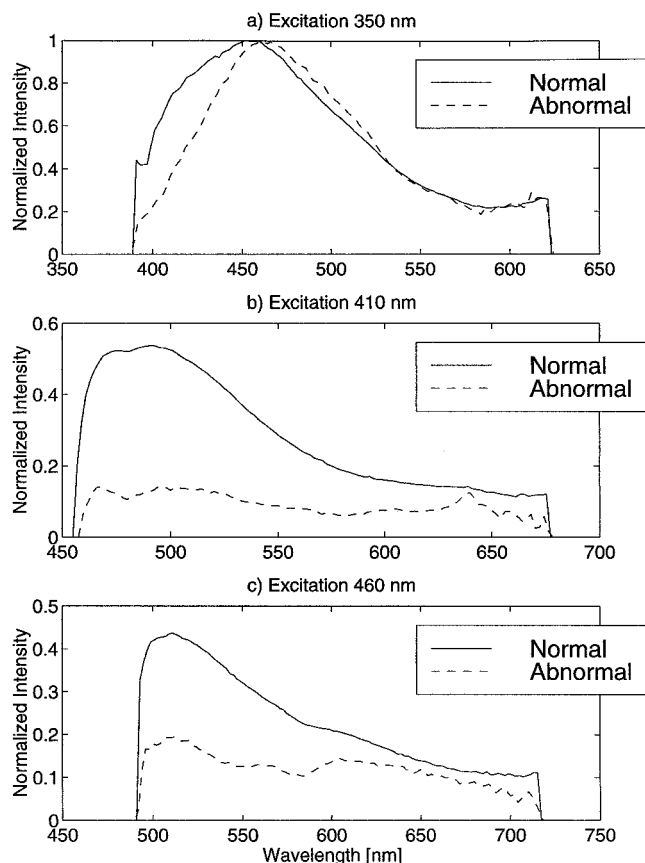 a) Excitation 350 nm
1
0.8
0.6
0.4
0.2
0
Normalized Intensity
Normal
Abnormal
350
400
450
500
550
600
650
b) Excitation 410 nm
0.6
0.4
0.2
0
Normalized Intensity
Normal
Abnormal
450
500
550
600
650
700
c) Excitation 460 nm
0.5
0.4
0.3
0.2
0.1
0
Normalized Intensity
Normal
Abnormal
450
500
550
600
650
700
750
Wavelength [nm]